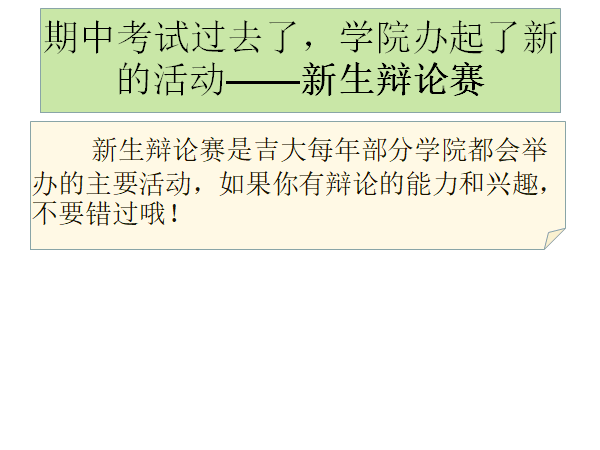 期中考试过去了，学院办起了新
的活动——新生辩论赛
新生辩论赛是吉大每年部分学院都会举
办的主要活动，如果你有辩论的能力和兴趣，
不要错过哦！